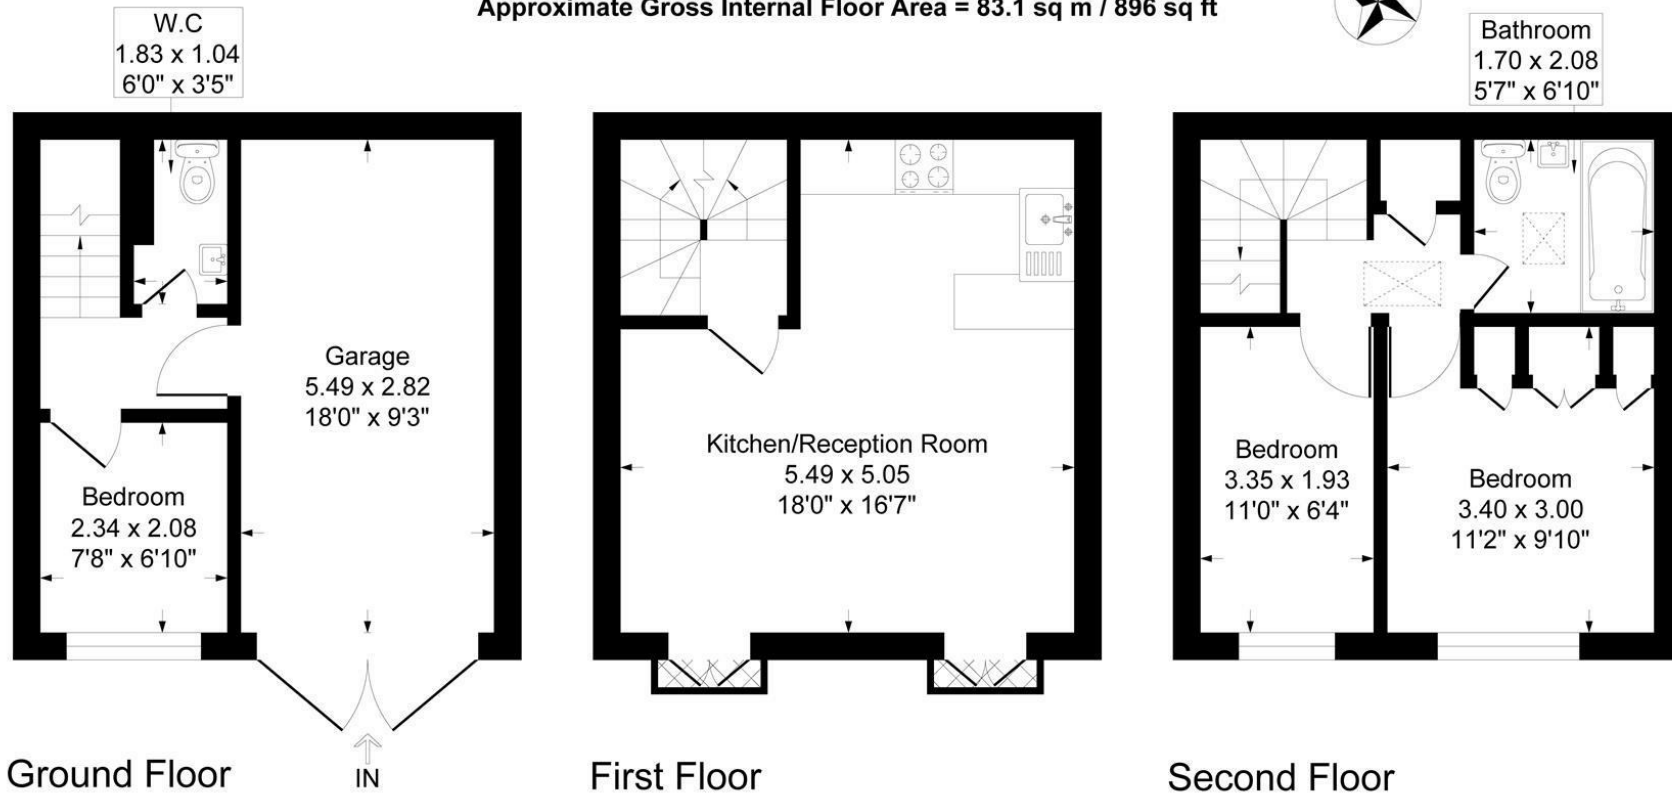 Approximate Gross Internal Floor Area = 83.1 sq m / 896 sq ft
W.C
1.83 x 1.04
6'0" x 3'5"
Bathroom
1.70 x 2.08
5'7" x 6'10"
Garage
5.49 x 2.82
18'0" x 9'3"
Bedroom
2.34 x 2.08
7'8" x 6'10"
Kitchen/Reception Room
5.49 x 5.05
18'0" x 16'7"
Bedroom
3.35 x 1.93
11'0" x 6'4"
Bedroom
3.40 x 3.00
11'2" x 9'10"
IN
Ground Floor
First Floor
Second Floor